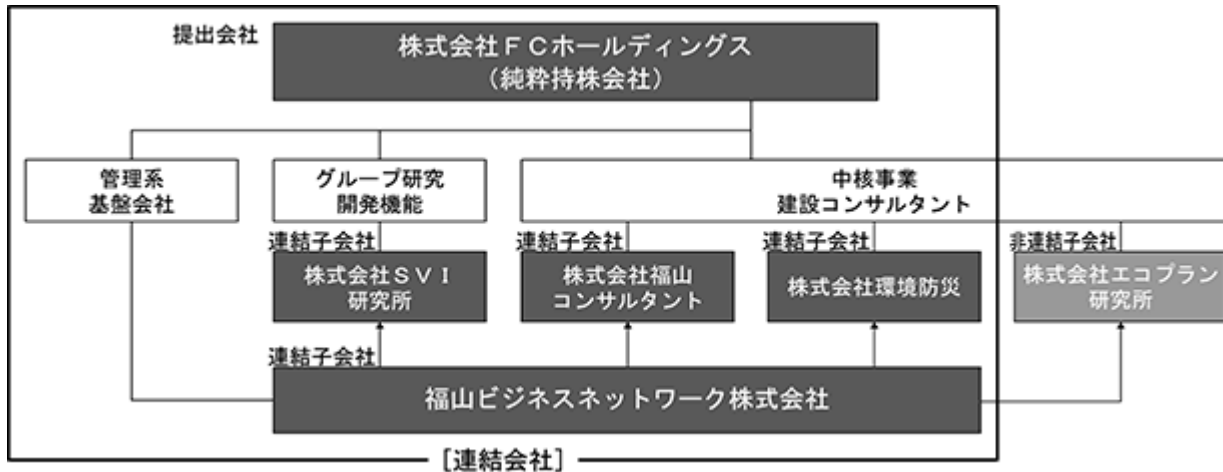 提出会社
株式会社ＦＣホールディングス
（純粋持株会社）
管理系
基盤会社
グループ研究
開発機能
中核事業
建設コンサルタント
連結子会社
株式会社ＳＶＩ
研究所
連結子会社
株式会社福山
コンサルタント
連結子会社
株式会社環境防災
非連結子会社
株式会社エコプラン
研究所
連結子会社
福山ビジネスネットワーク株式会社
［連結会社］